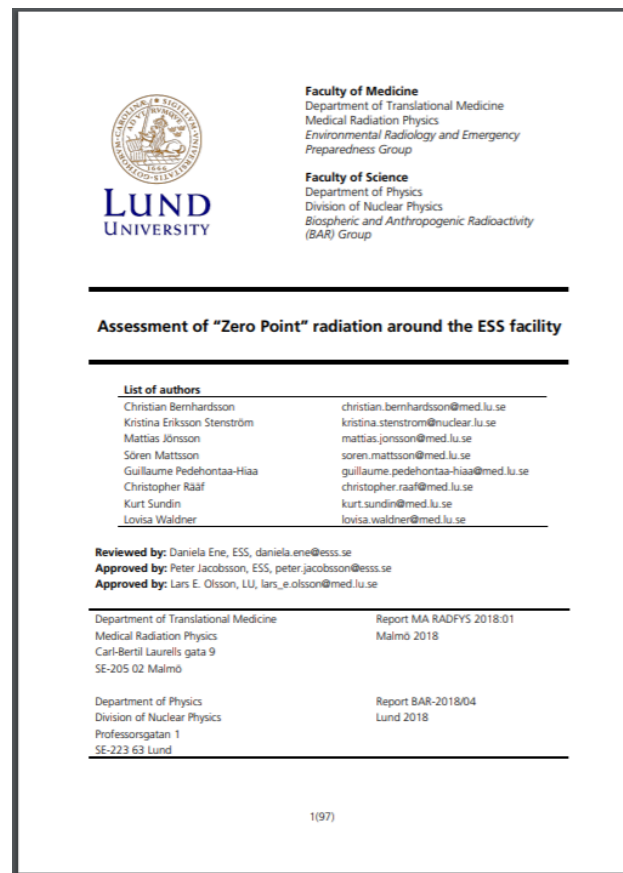 Faculty of Medicine
Department of Translational Medicine
Medical Radiation Physics
Environmental Radiology and Emergency
Preparedness Group
Faculty of Science
Department of Physics
Division of Nuclear Physics
Biospheric and Anthropogenic Radioactivity
(BAR) Group
LUND
UNIVERSITY
1666
Assessment of "Zero Point" radiation around the ESS facility
List of authors
Christian Bernhardsson christian.bernhardsson@med.lu.se
Kristina Eriksson Stenström kristina.stenstrom@nuclear.lu.se
Mattias Jönsson mattias.jonsson@med.lu.se
Sören Mattsson soren.mattsson@med.lu.se
Guillaume Pedehontaa-Hiaa guillaume.pedehontaa-hiaa@med.lu.se
Christopher Rääf christopher.raaf@med.lu.se
Kurt Sundin kurt.sundin@med.lu.se
Lovisa Waldner lovisa.waldner@med.lu.se
Reviewed by: Daniela Ene, ESS, daniela.ene@esss.se
Approved by: Peter Jacobsson, ESS, peter.jacobsson@esss.se
Approved by: Lars E. Olsson, LU, lars_e.olsson@med.lu.se
Department of Translational Medicine Report MA RADFYS 2018:01
Medical Radiation Physics Malmö 2018
Carl-Bertil Laurells gata 9
SE-205 02 Malmö
Department of Physics Report BAR-2018/04
Division of Nuclear Physics Lund 2018
Professorsgatan 1
SE-223 63 Lund
1(97)